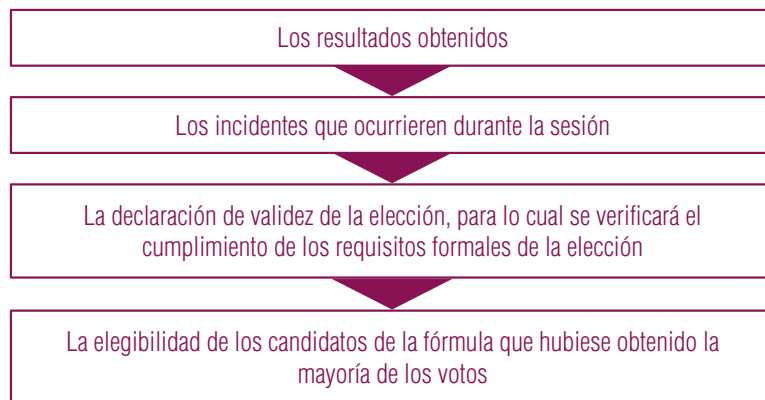 Los resultados obtenidos
Los incidentes que ocurrieren durante la sesión
La declaración de validez de la elección, para lo cual se verificará el
cumplimiento de los requisitos formales de la elección
La elegibilidad de los candidatos de la fórmula que hubiese obtenido la
mayoría de los votos